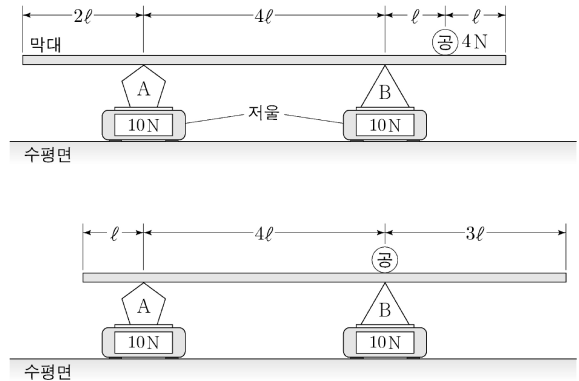 2ℓ 4ℓ ℓ ℓ
막대 공 4N
A B
저울
10N 10N
수평면
ℓ 4ℓ 3ℓ
공
A B
10N 10N
수평면